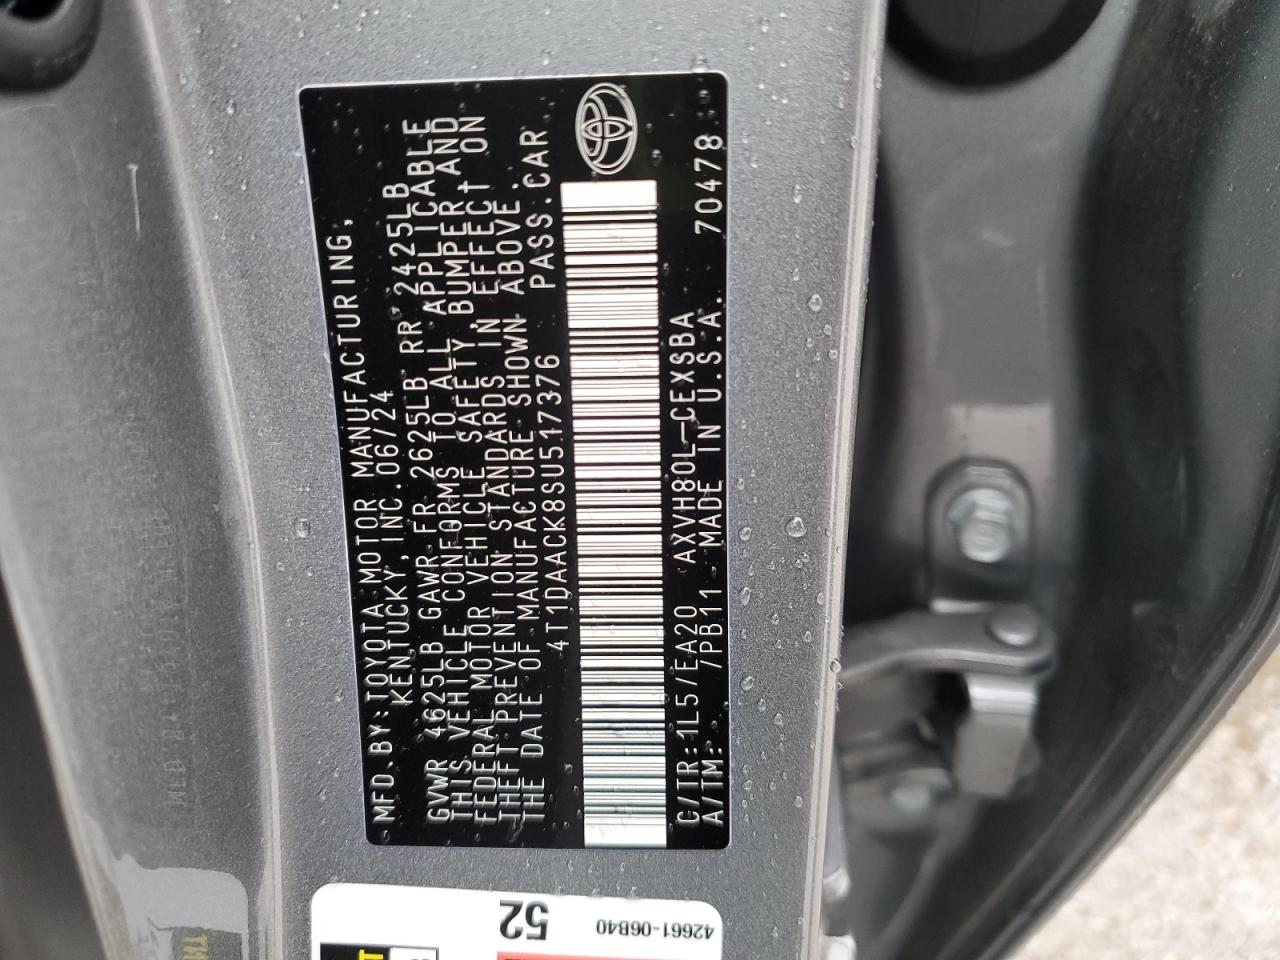 MFD.BY:TOYOTA MOTOR MANUFACTURING,
KENTUCKY, INC.06/24
GVWR 4625LB GAWR FR 2625LB RR 2425LB
THIS VEHICLE CONFORMS TO ALL APPLICABLE
FEDERAL MOTOR VEHICLE SAFETY, BUMPER, AND
THEFT PREVENTION STANDARDS IN EFFECT ON
THE DATE OF MANUFACTURE SHOWN ABOVE.
4T1DAACK8SU517376 PASS.CAR
C/TR:1L5/EA20 AXVH80L-CEXSBA
A/TM: /PB11 MADE IN U.S.A. 70478
52
42661-06B40